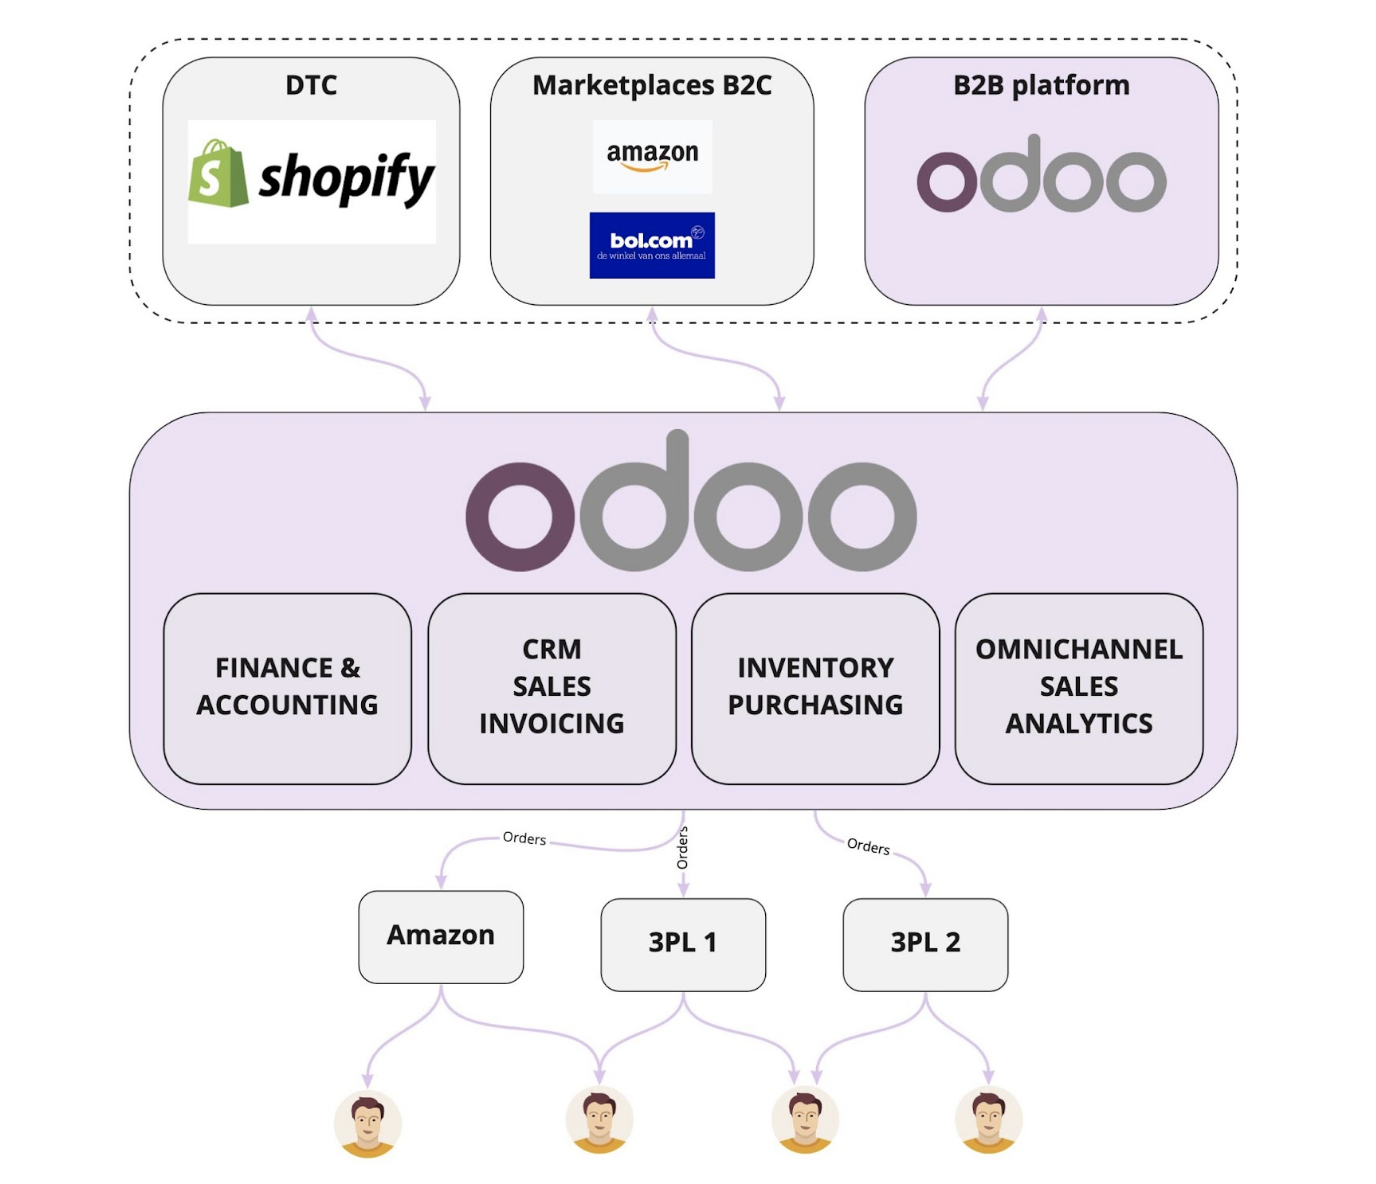 DTC
Marketplaces B2C
B2B platform
shopify
amazon
odoo
bol.com
de winkel van ons allemaal
odoo
FINANCE &
ACCOUNTING
CRM
SALES
INVOICING
INVENTORY
PURCHASING
OMNICHANNEL
SALES
ANALYTICS
Orders
Orders
Orders
Amazon
3PL 1
3PL 2